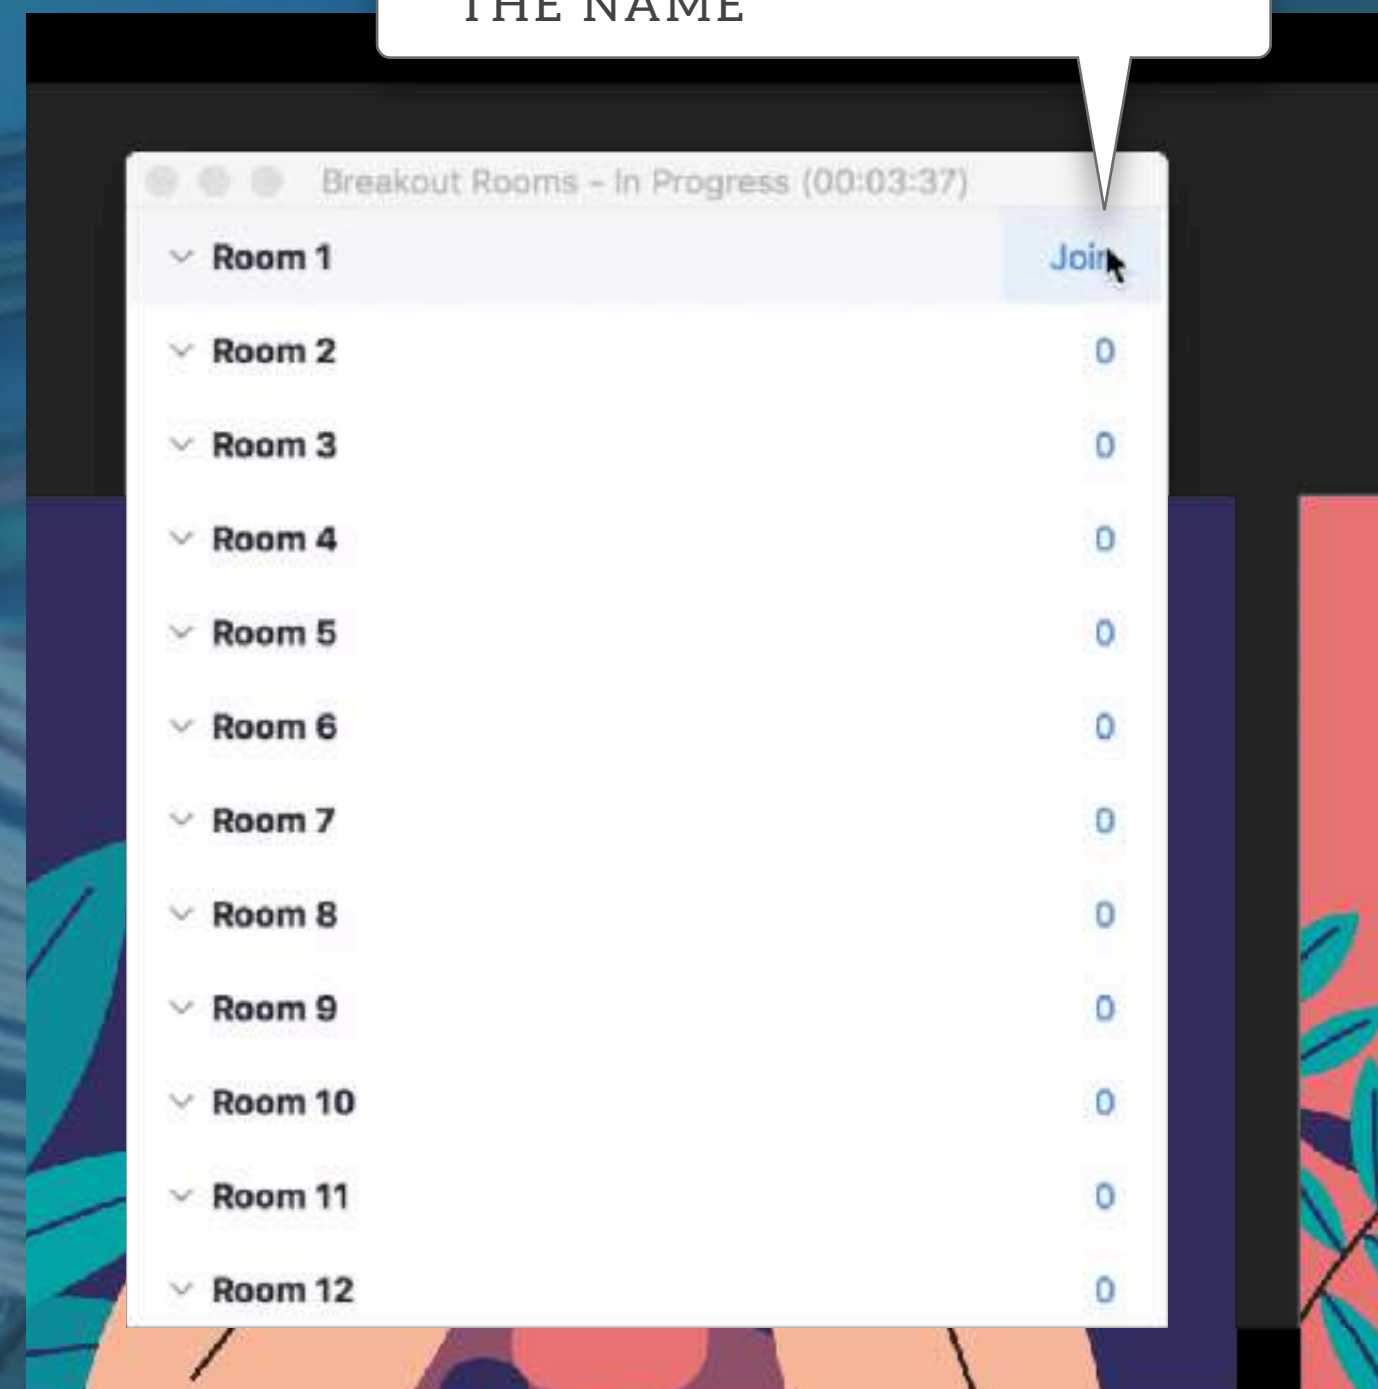 THE NAME
Breakout Rooms - In Progress (00:03:37)
Room 1 Join
Room 2 0
Room 3 0
Room 4 0
Room 5 0
Room 6 0
Room 7 0
Room 8 0
Room 9 0
Room 10 0
Room 11 0
Room 12 0